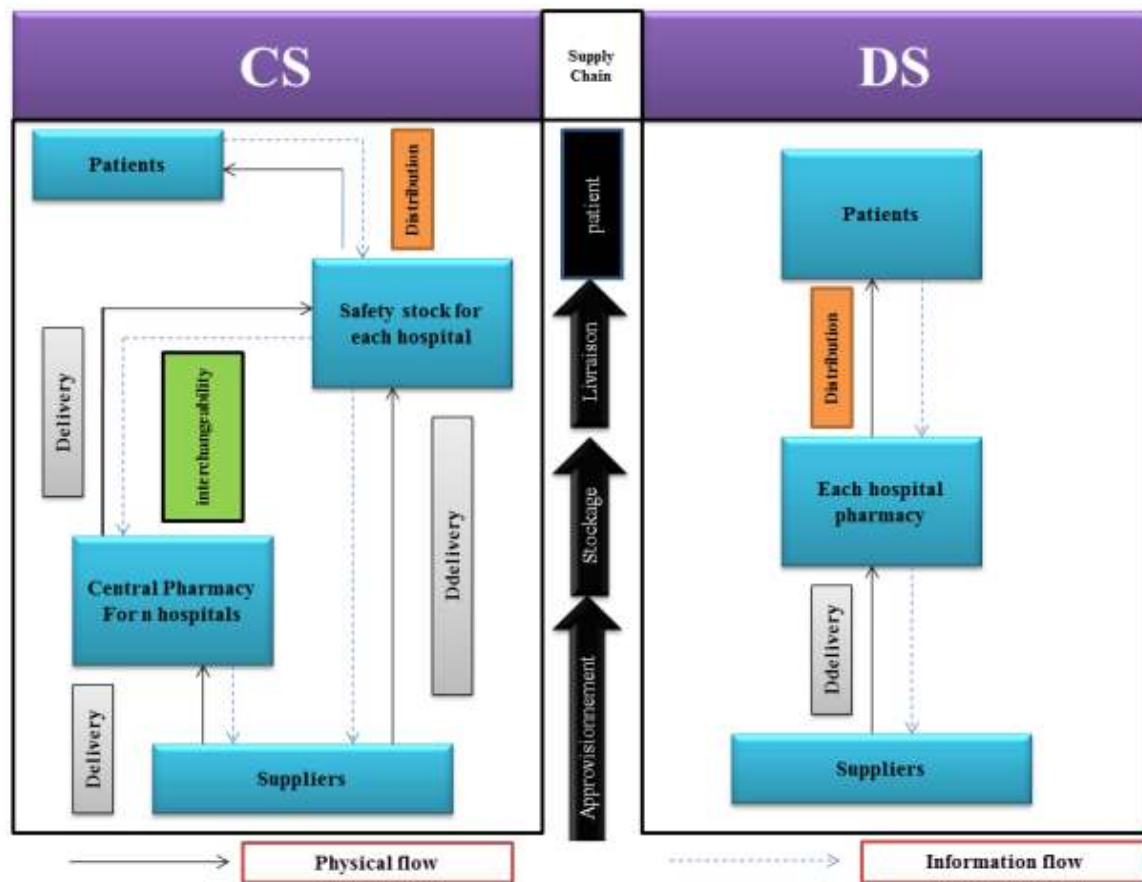 CS
Supply
Chain
DS
Patients
Distribution
patient
Patients
Safety stock for
each hospital
Delivery
interchangeability
Livraison
Distribution
Ddelivery
Stockage
Each hospital
pharmacy
Central Pharmacy
For n hospitals
Delivery
Approvisionnement
Ddelivery
Suppliers
Suppliers
Physical flow
Information flow